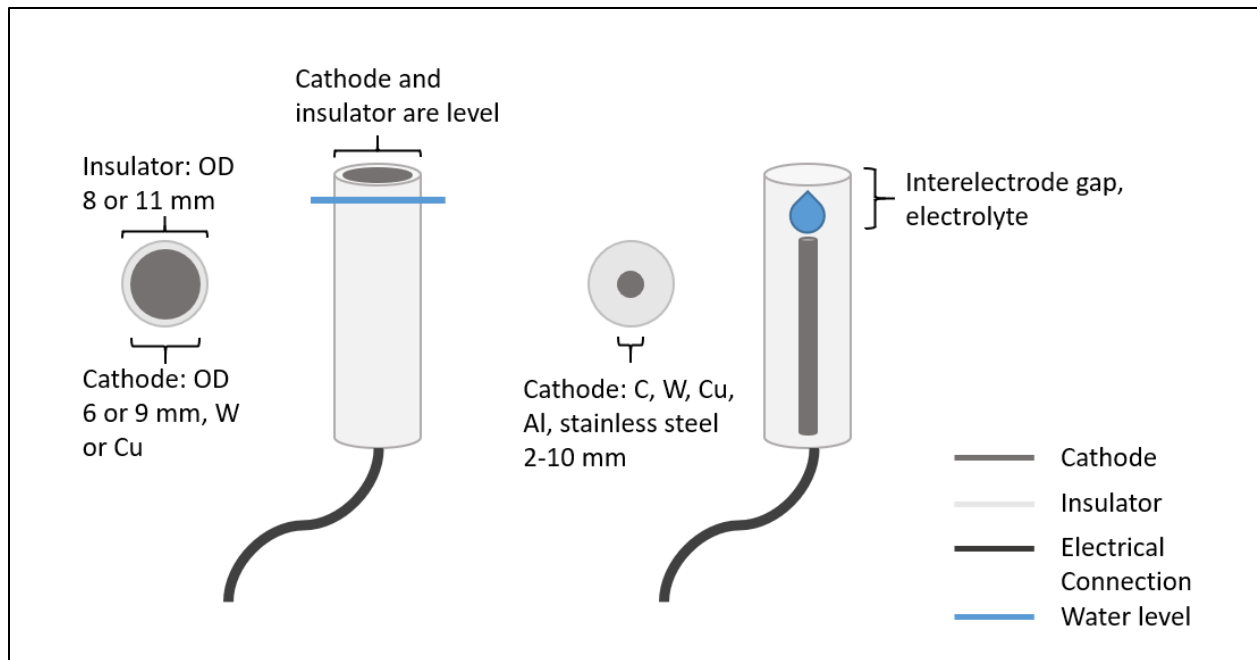 Cathode and
insulator are level
Insulator: OD
8 or 11 mm
Cathode: OD
6 or 9 mm, W
or Cu
Interelectrode gap,
electrolyte
Cathode: C, W, Cu,
Al, stainless steel
2-10 mm
Cathode
Insulator
Electrical
Connection
Water level